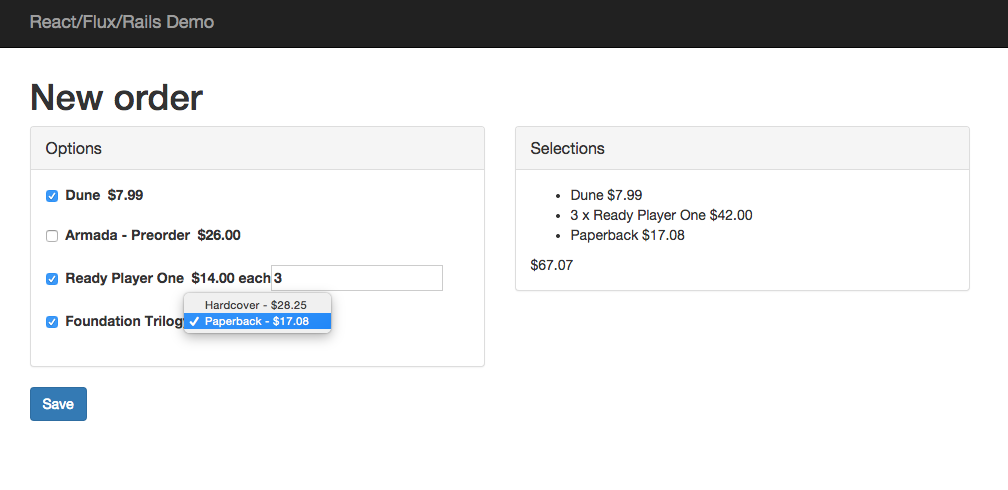 React/Flux/Rails Demo
New order
Options
Dune $7.99
Armada - Preorder $26.00
Ready Player One $14.00 each 3
Hardcover - $28.25
Foundation Trilog ✓ Paperback - $17.08
Save
Selections
• Dune $7.99
• 3 x Ready Player One $42.00
• Paperback $17.08
$67.07